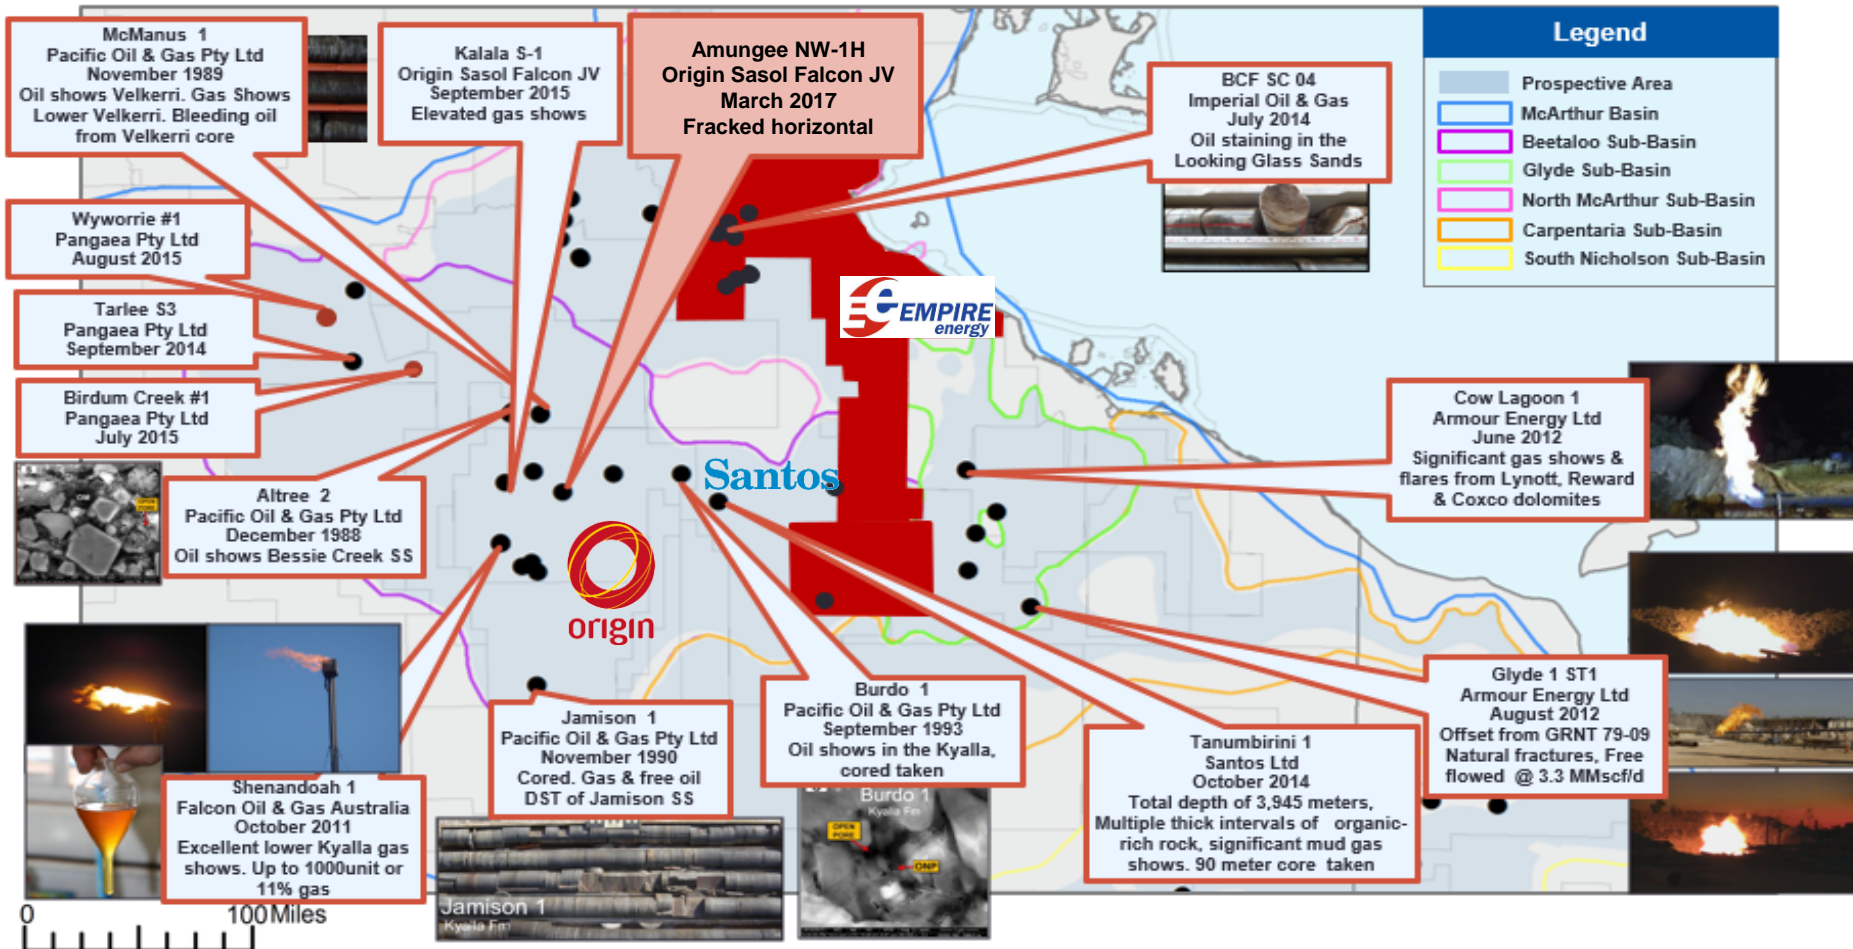 McManus 1
Pacific Oil & Gas Pty Ltd
November 1989
Oil shows Velkerri. Gas Shows
Lower Velkerri. Bleeding oil
from Velkerri core
Kalala S-1
Origin Sasol Falcon JV
September 2015
Elevated gas shows
Amungee NW-1H
Origin Sasol Falcon JV
March 2017
Fracked horizontal
BCF SC 04
Imperial Oil & Gas
July 2014
Oil staining in the
Looking Glass Sands
Legend
Prospective Area
McArthur Basin
Beetaloo Sub-Basin
Glyde Sub-Basin
North McArthur Sub-Basin
Carpentaria Sub-Basin
South Nicholson Sub-Basin
Wyworrie #1
Pangaea Pty Ltd
August 2015
Tarlee S3
Pangaea Pty Ltd
September 2014
Birdum Creek #1
Pangaea Pty Ltd
July 2015
EMPIRE
energy
Santos
origin
Cow Lagoon 1
Armour Energy Ltd
June 2012
Significant gas shows &
flares from Lynott, Reward
& Coxco dolomites
OPEN
PORE
Altree 2
Pacific Oil & Gas Pty Ltd
December 1988
Oil shows Bessie Creek SS
Shenandoah 1
Falcon Oil & Gas Australia
October 2011
Excellent lower Kyalla gas
shows. Up to 1000unit or
11% gas
Jamison 1
Pacific Oil & Gas Pty Ltd
November 1990
Cored. Gas & free oil
DST of Jamison SS
Burdo 1
Pacific Oil & Gas Pty Ltd
September 1993
Oil shows in the Kyalla,
cored taken
Tanumbirini 1
Santos Ltd
October 2014
Total depth of 3,945 meters,
Multiple thick intervals of organic-
rich rock, significant mud gas
shows. 90 meter core taken
Glyde 1 ST1
Armour Energy Ltd
August 2012
Offset from GRNT 79-09
Natural fractures, Free
flowed @ 3.3 MMscf/d
Burdo 1
Kyalla Fm
OPEN
PORE
ONP
Jamison 1
Kyalla Fm
0
100 Miles